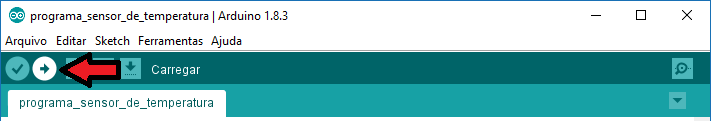 programa_sensor_de_temperatura | Arduino 1.8.3
Arquivo Editar Sketch Ferramentas Ajuda
Carregar
programa_sensor_de_temperatura